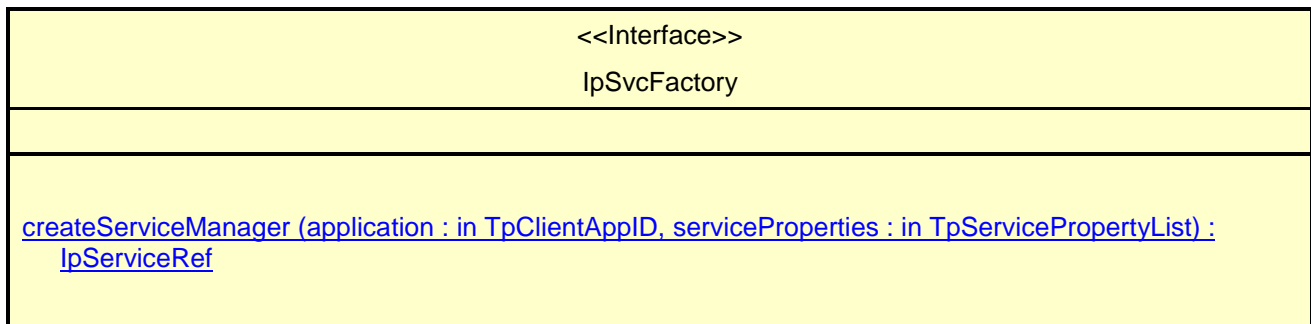 <<Interface>>
IpSvcFactory
createServiceManager (application : in TpClientAppID, serviceProperties : in TpServicePropertyList) :
IpServiceRef